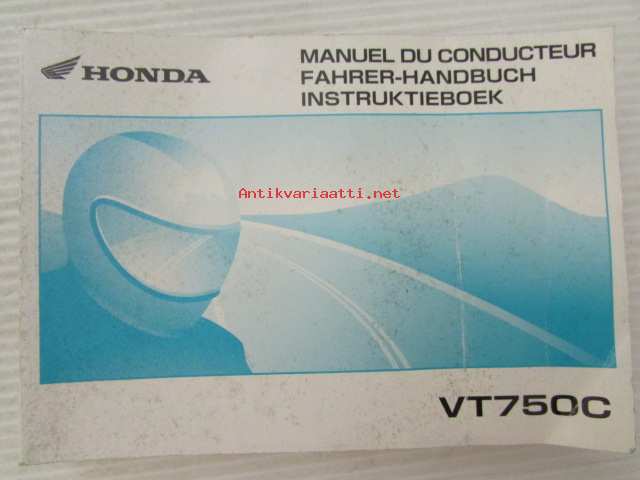 HONDA
MANUEL DU CONDUCTEUR
FAHRER-HANDBUCH
INSTRUKTIEBOEK
Antikvariaatti.net
VT750C